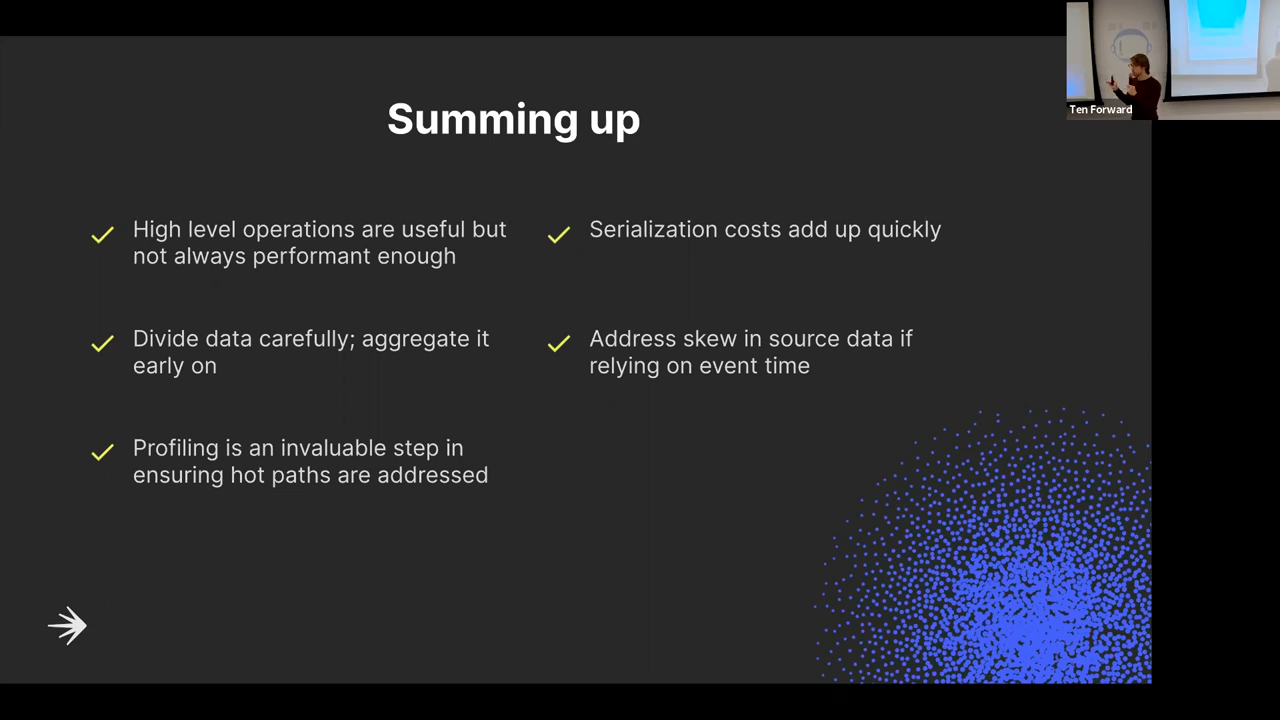 Summing up
High level operations are useful but
not always performant enough
Divide data carefully; aggregate it
early on
Profiling is an invaluable step in
ensuring hot paths are addressed
Serialization costs add up quickly
Address skew in source data if
relying on event time
Ten Forward